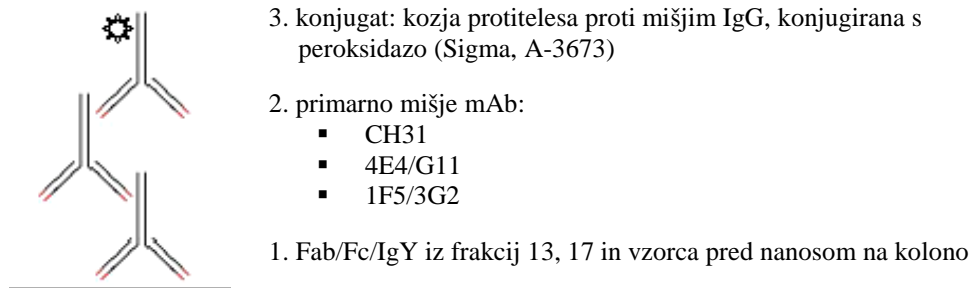 3. konjugat: kozja protitelesa proti mišjim IgG, konjugirana s
peroksidazo (Sigma, A-3673)
2. primarno mišje mAb:
▪ CH31
▪ 4E4/G11
▪ 1F5/3G2
1. Fab/Fc/IgY iz frakcij 13, 17 in vzorca pred nanosom na kolono